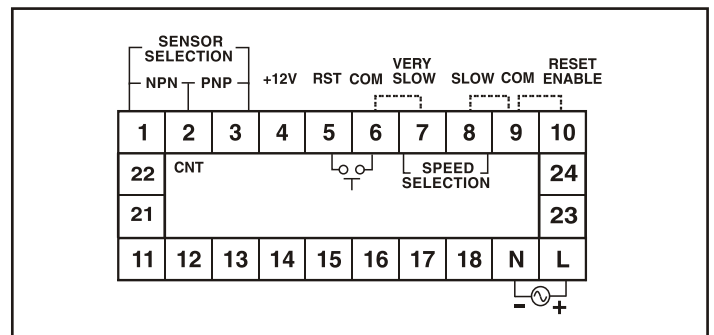 SENSOR
SELECTION
NPN PNP +12V RST COM VERY SLOW SLOW COM RESET ENABLE
1 2 3 4 5 6 7 8 9 10
22 CNT SPEED SELECTION 24
21 23
11 12 13 14 15 16 17 18 N L
- +